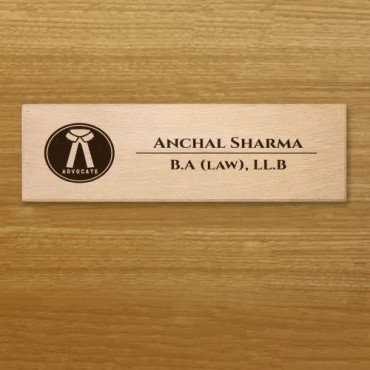 ADVOCATE
ANCHAL SHARMA
B.A (LAW), LL.B